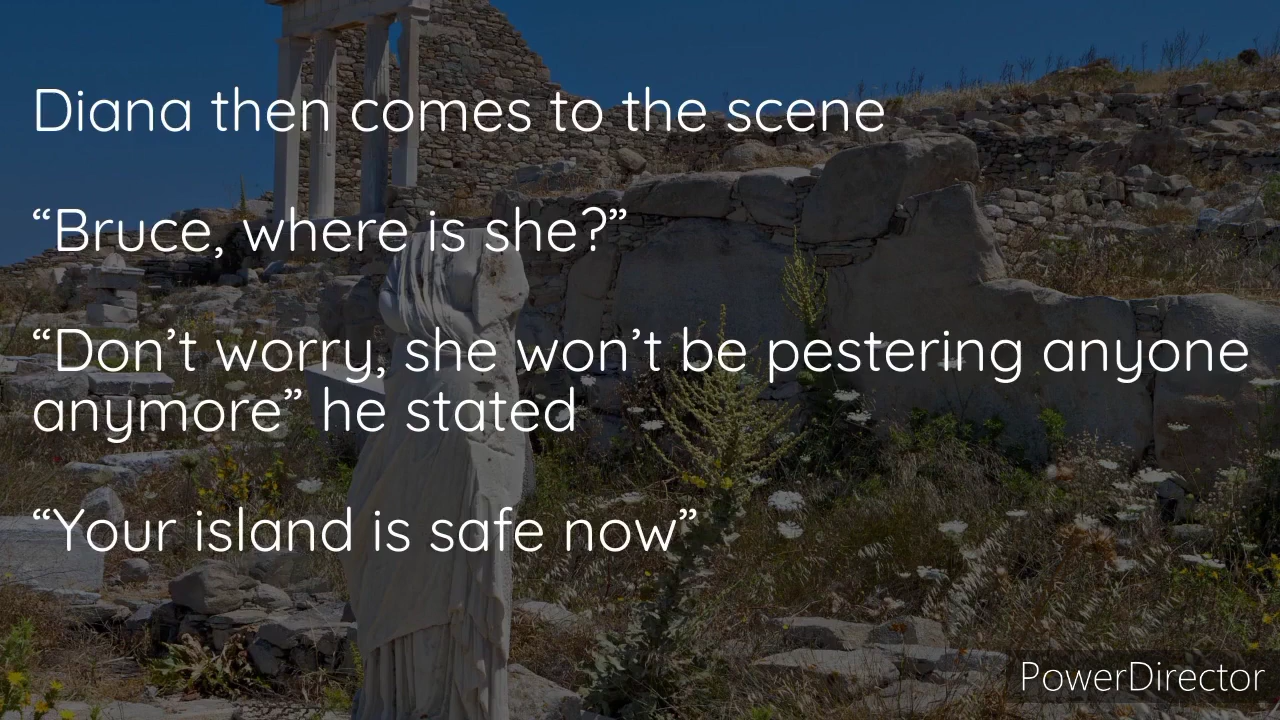 Diana then comes to the scene
“Bruce, where is she?”
“Don’t worry, she won’t be pestering anyone
anymore” he stated
“Your island is safe now”
PowerDirector